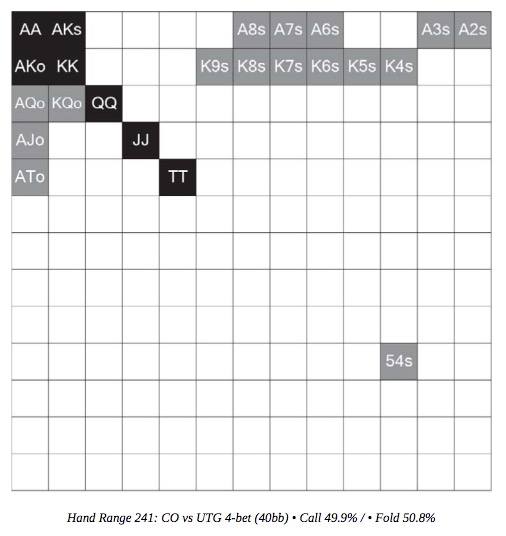 AA AKs A8s A7s A6s A3s A2s
AKo KK K9s K8s K7s K6s K5s K4s
AQo KQo QQ
AJo JJ
ATo TT
54s
Hand Range 241: CO vs UTG 4-bet (40bb) • Call 49.9% / • Fold 50.8%